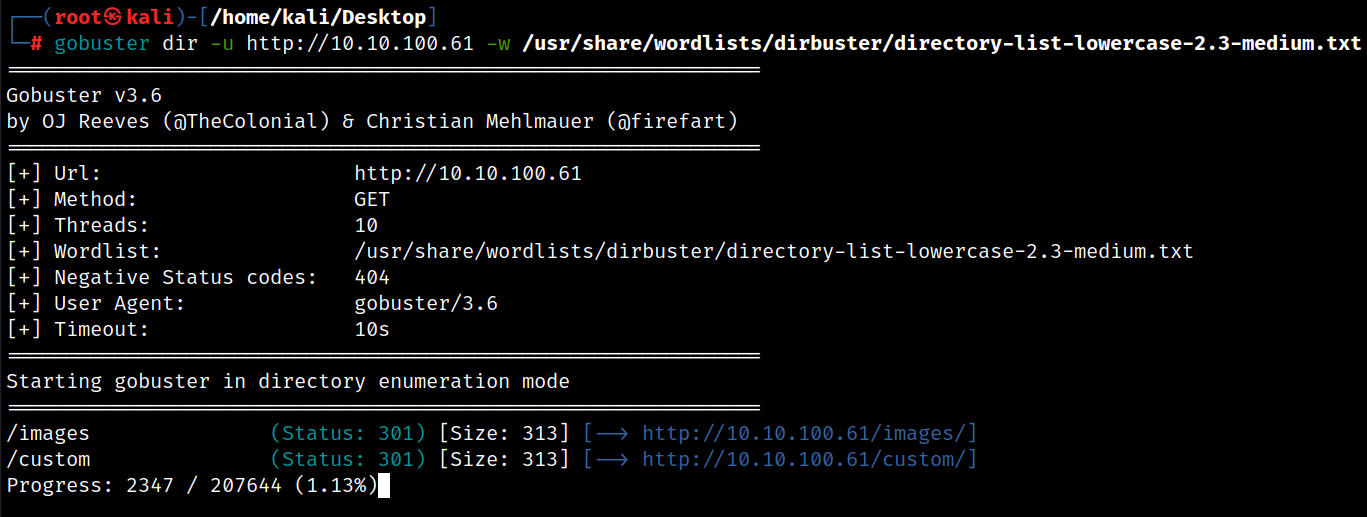 ┌──(root㉿kali)-[/home/kali/Desktop]
└─# gobuster dir -u http://10.10.100.61 -w /usr/share/wordlists/dirbuster/directory-list-lowercase-2.3-medium.txt
===============================================================
Gobuster v3.6
by OJ Reeves (@TheColonial) & Christian Mehlmauer (@firefart)
===============================================================
[+] Url:                     http://10.10.100.61
[+] Method:                  GET
[+] Threads:                 10
[+] Wordlist:                /usr/share/wordlists/dirbuster/directory-list-lowercase-2.3-medium.txt
[+] Negative Status codes:   404
[+] User Agent:              gobuster/3.6
[+] Timeout:                 10s
===============================================================
Starting gobuster in directory enumeration mode
===============================================================
/images               (Status: 301) [Size: 313] [--> http://10.10.100.61/images/]
/custom               (Status: 301) [Size: 313] [--> http://10.10.100.61/custom/]
Progress: 2347 / 207644 (1.13%)